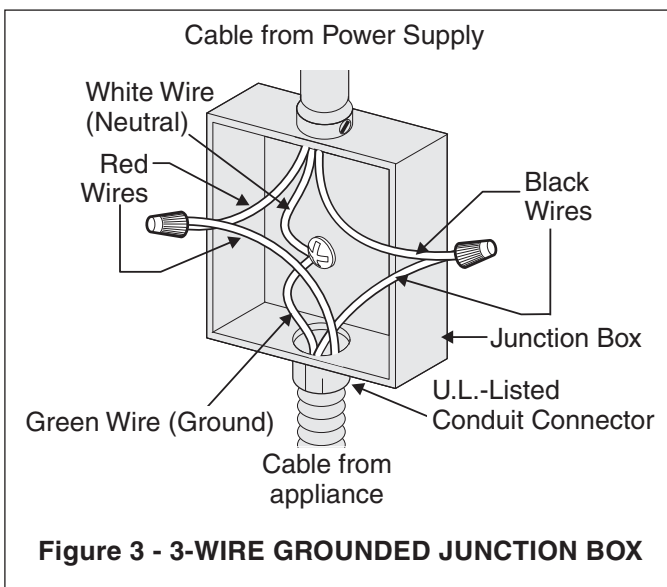 Cable from Power Supply
White Wire
(Neutral)
Red
Wires
Black
Wires
Junction Box
U.L.-Listed
Conduit Connector
Green Wire (Ground)
Cable from
appliance
Figure 3 - 3-WIRE GROUNDED JUNCTION BOX